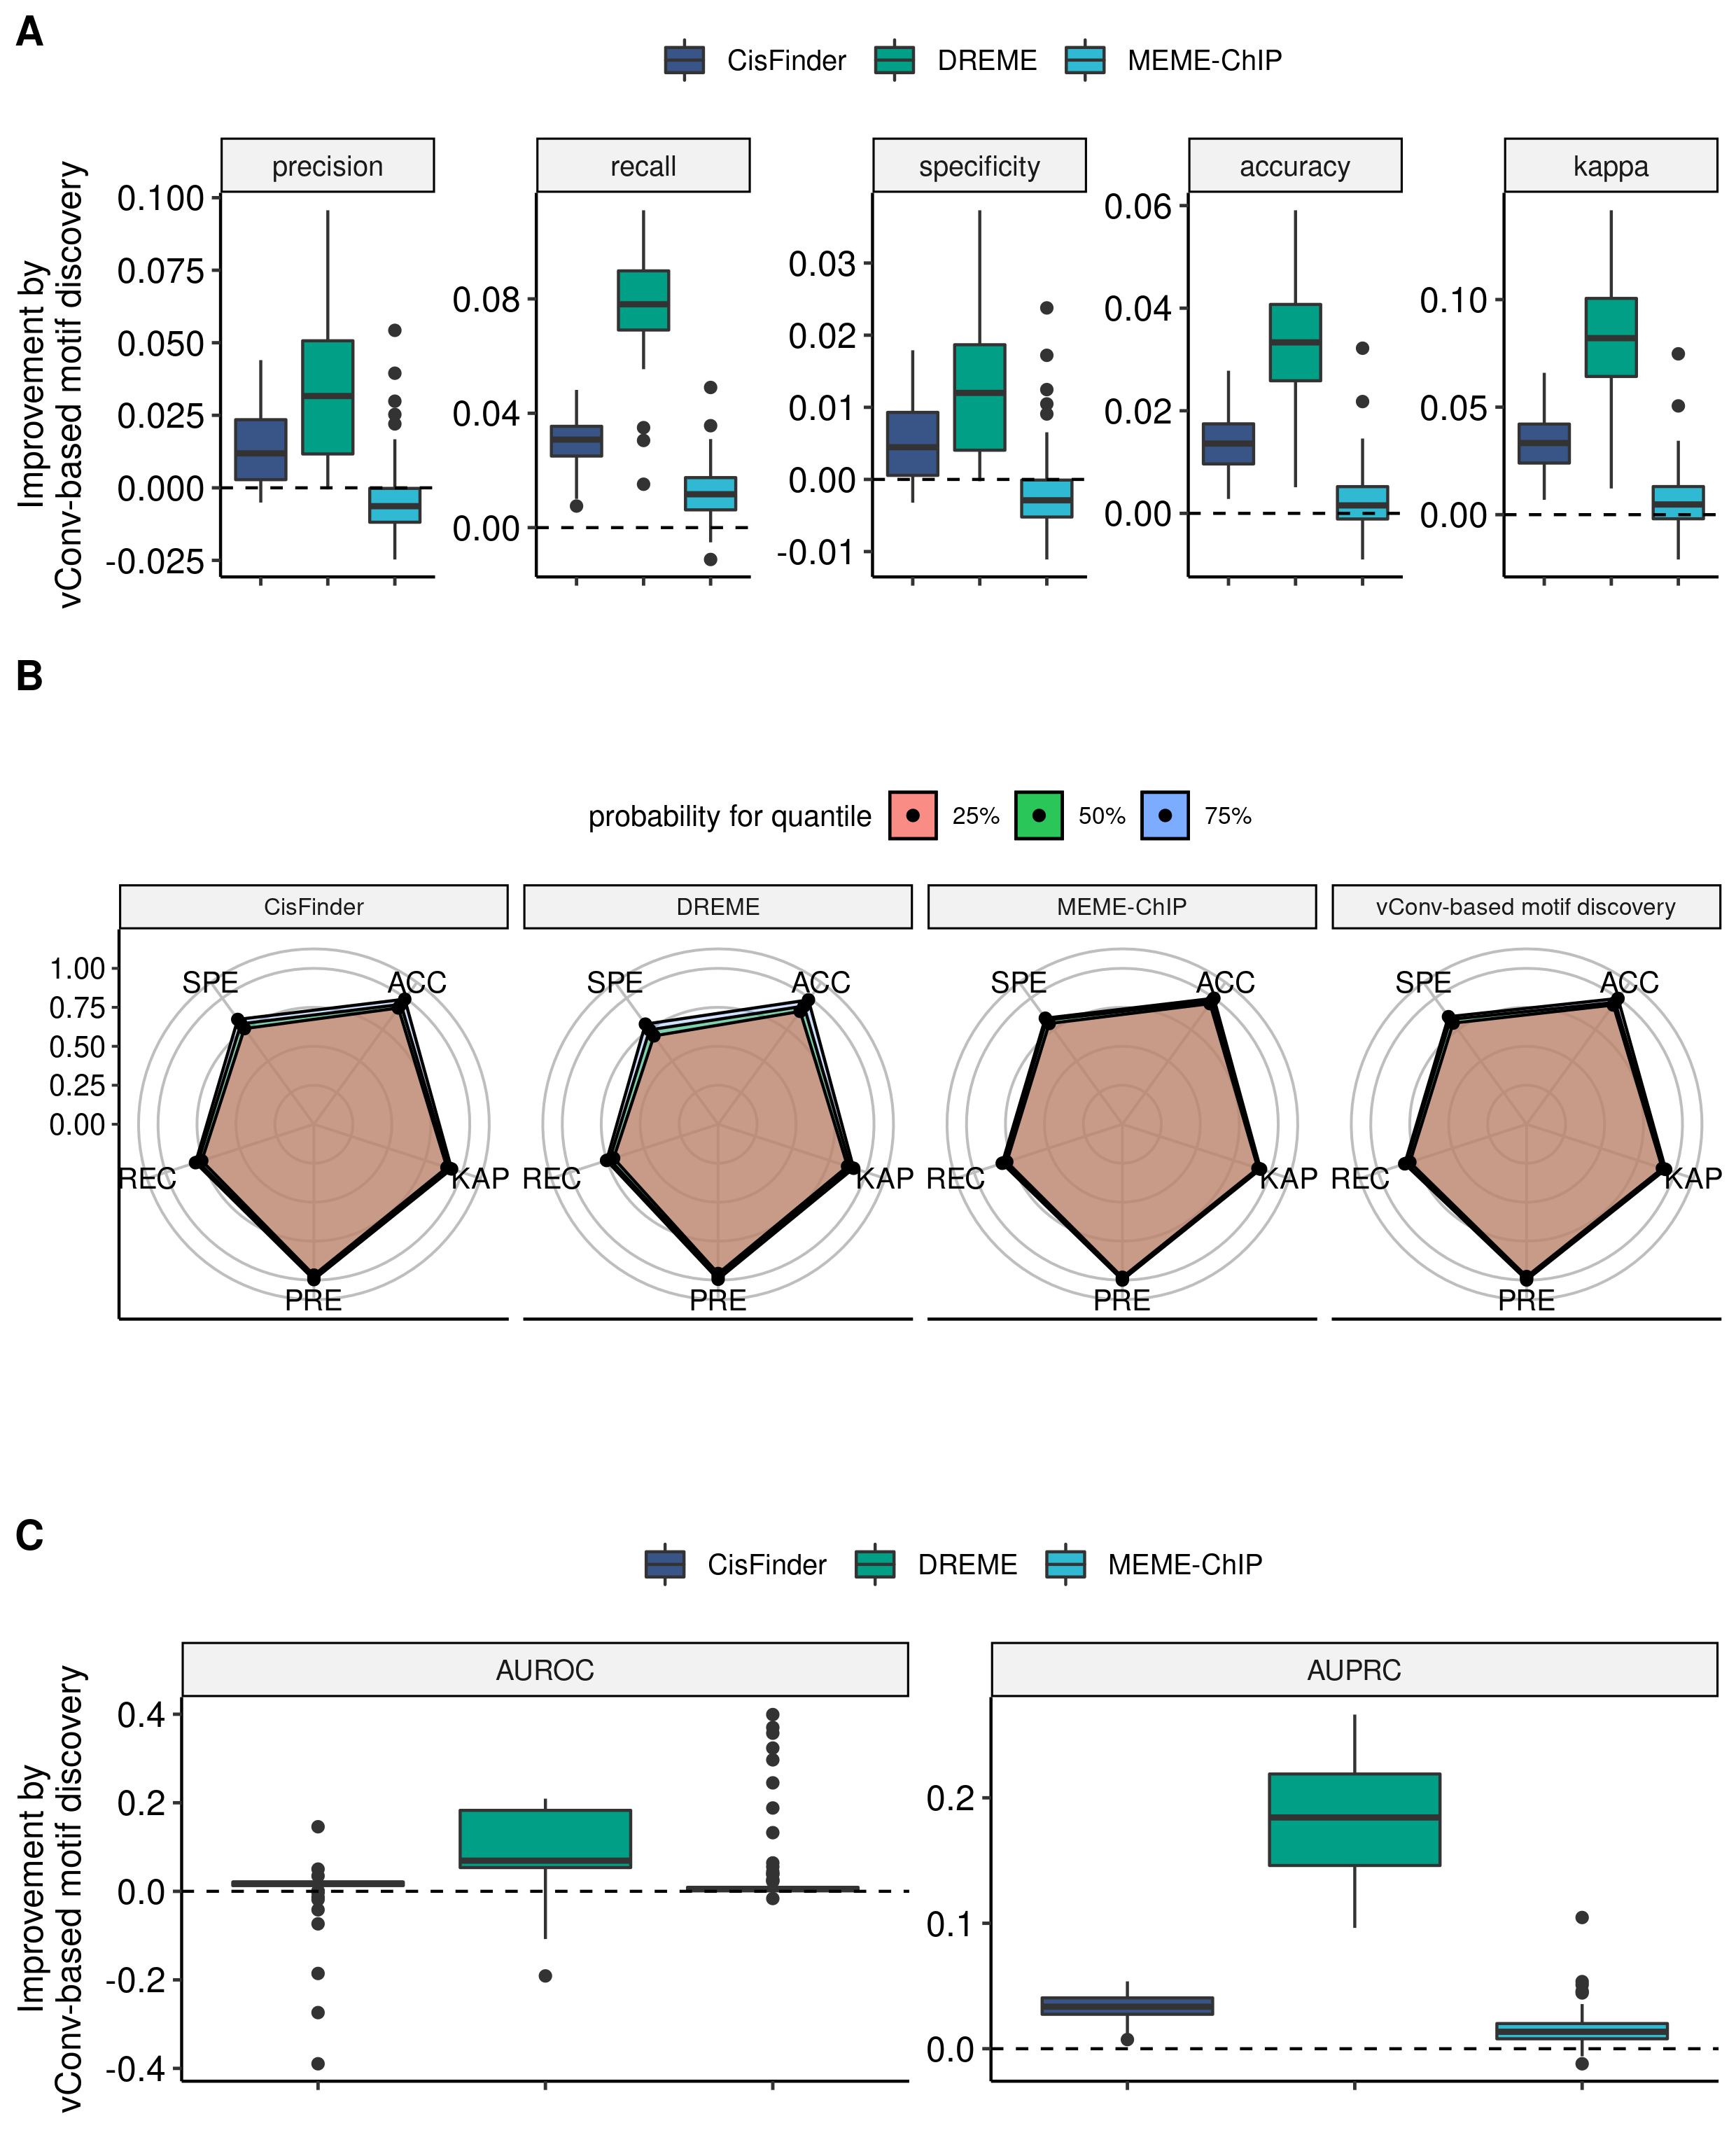 A
CisFinder DREME MEME-ChIP
Improvement by
vConv-based motif discovery
precision
0.100
0.075
0.050
0.025
0.000
-0.025
recall
0.08
0.04
0.00
specificity
0.03
0.02
0.01
0.00
-0.01
accuracy
0.06
0.04
0.02
0.00
kappa
0.10
0.05
0.00
B
probability for quantile 25% 50% 75%
CisFinder DREME MEME-ChIP vConv-based motif discovery
1.00
0.75
0.50
0.25
0.00
SPE ACC SPE ACC SPE ACC SPE ACC
REC KAP REC KAP REC KAP REC KAP
PRE PRE PRE PRE
C
CisFinder DREME MEME-ChIP
Improvement by
vConv-based motif discovery
AUROC
0.4
0.2
0.0
-0.2
-0.4
AUPRC
0.2
0.1
0.0